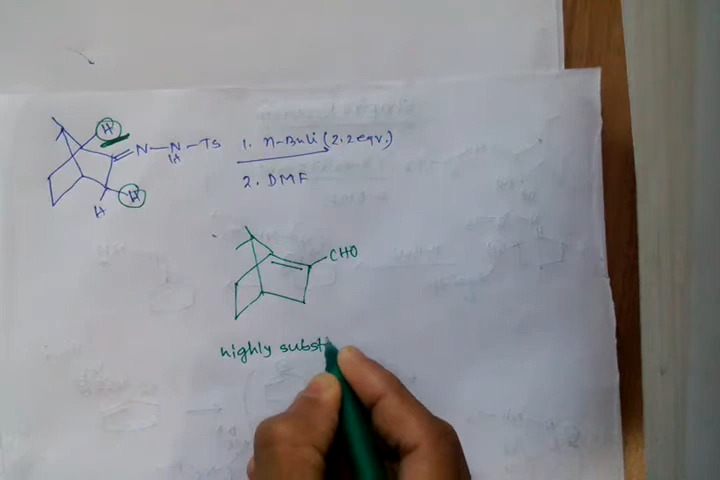 H
N—N—Ts
H
H
H
1. n-BuLi (2.2 eqv.)
2. DMF
CHO
highly subst